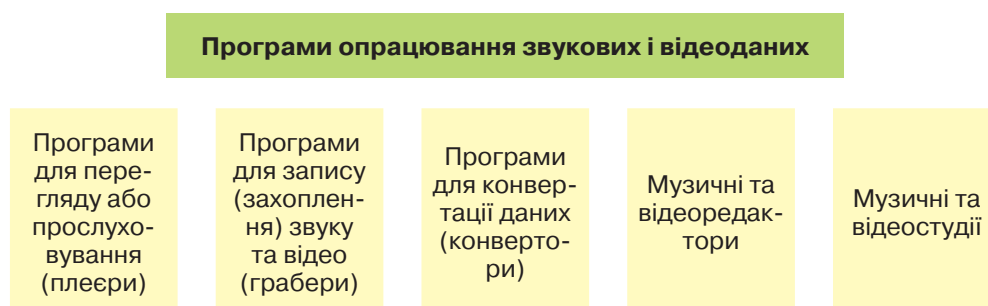 Програми опрацювання звукових і відеоданих
Програми
для пере-
гляду або
прослухо-
вування
(плеєри)
Програми
для запису
(захоплен-
ня) звуку
та відео
(грабери)
Програми
для конвер-
тації даних
(конверто-
ри)
Музичні та
відеоредак-
тори
Музичні та
відеостудії